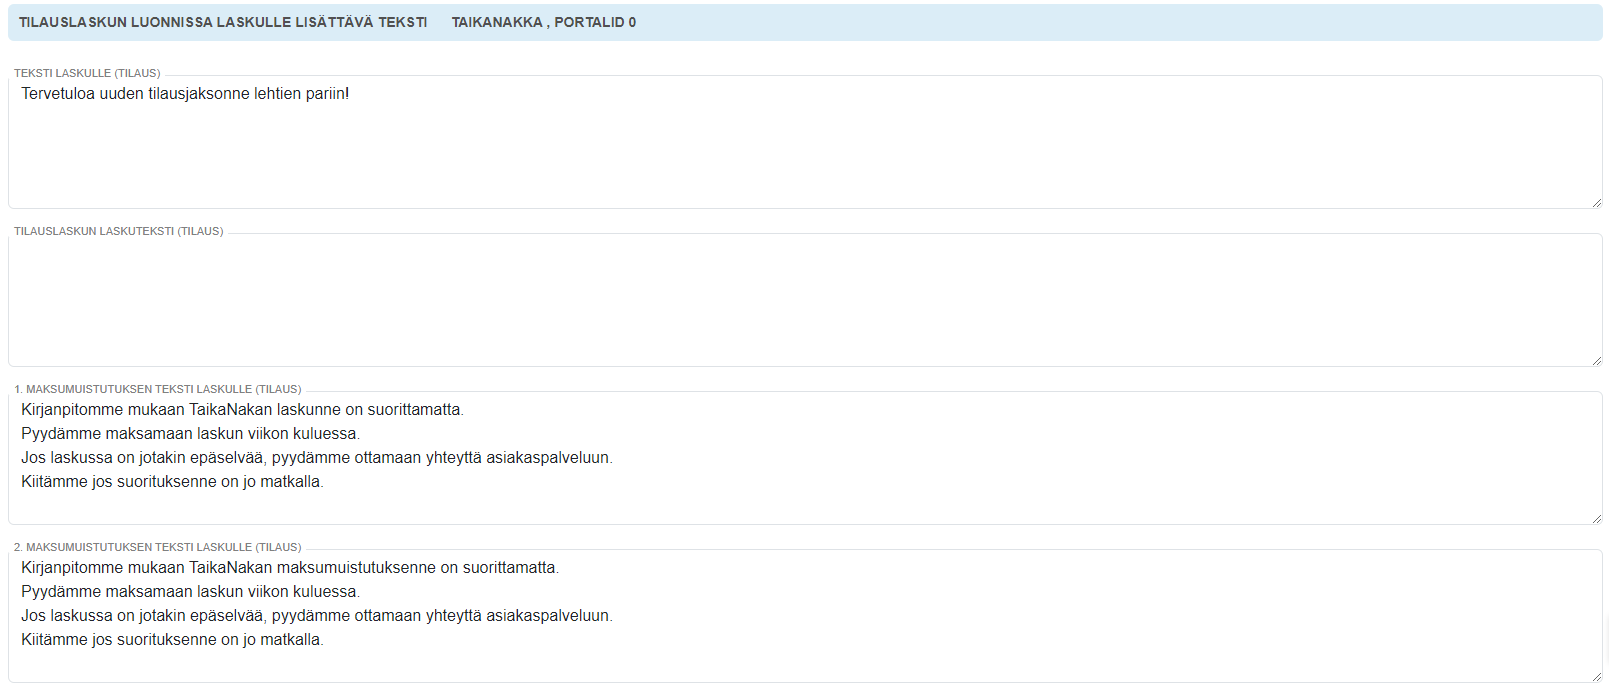 TILAUSLASKUN LUONNISSA LASKULLE LISÄTTÄVÄ TEKSTI TAIKANAKKA , PORTALID 0
TEKSTI LASKULLE (TILAUS)
Tervetuloa uuden tilausjaksonne lehtien pariin!
TILAUSLASKUN LASKUTEKSTI (TILAUS)
1. MAKSUMUISTUTUKSEN TEKSTI LASKULLE (TILAUS)
Kirjanpitomme mukaan TaikaNakan laskunne on suorittamatta.
Pyydämme maksamaan laskun viikon kuluessa.
Jos laskussa on jotakin epäselvää, pyydämme ottamaan yhteyttä asiakaspalveluun.
Kiitämme jos suorituksenne on jo matkalla.
2. MAKSUMUISTUTUKSEN TEKSTI LASKULLE (TILAUS)
Kirjanpitomme mukaan TaikaNakan maksumuistutuksenne on suorittamatta.
Pyydämme maksamaan laskun viikon kuluessa.
Jos laskussa on jotakin epäselvää, pyydämme ottamaan yhteyttä asiakaspalveluun.
Kiitämme jos suorituksenne on jo matkalla.